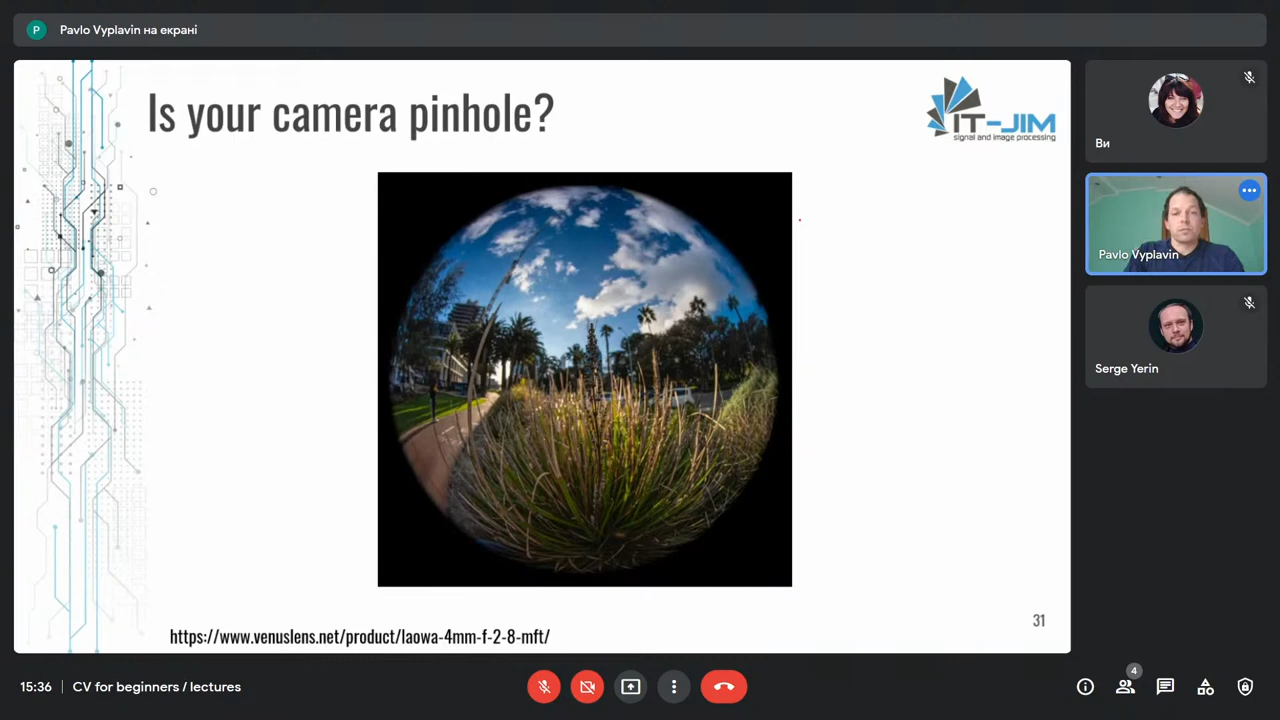 P Pavlo Vyplavin на екрані
Is your camera pinhole?
IT-JIM
signal and image processing
https://www.venuslens.net/product/laowa-4mm-f-2-8-mft/
31
Ви
Pavlo Vyplavin
Serge Yerin
15:36 | CV for beginners / lectures
4